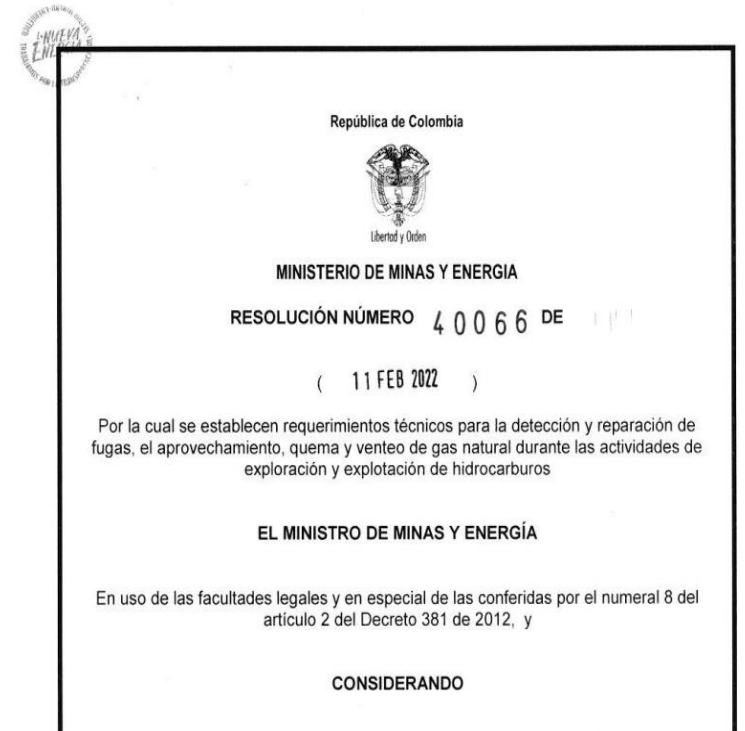 LA NUEVA
ENERGÍA
República de Colombia
Libertad y Orden
MINISTERIO DE MINAS Y ENERGIA
RESOLUCIÓN NÚMERO 40066 DE
( 11 FEB 2022 )
Por la cual se establecen requerimientos técnicos para la detección y reparación de
fugas, el aprovechamiento, quema y venteo de gas natural durante las actividades de
exploración y explotación de hidrocarburos
EL MINISTRO DE MINAS Y ENERGÍA
En uso de las facultades legales y en especial de las conferidas por el numeral 8 del
artículo 2 del Decreto 381 de 2012, y
CONSIDERANDO